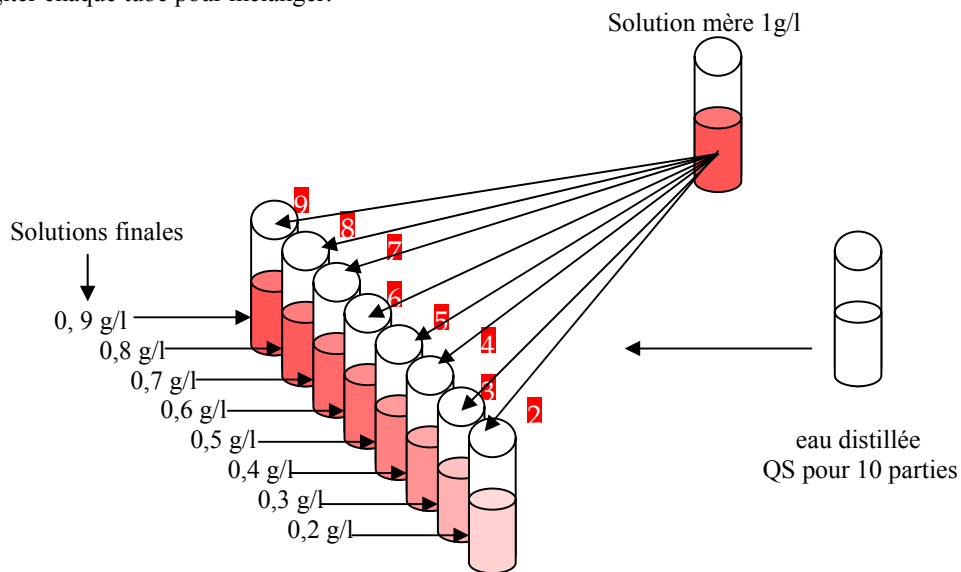 Solution mère 1g/l
9
8
Solutions finales
7
6
0, 9 g/l
5
0,8 g/l
4
0,7 g/l
3
0,6 g/l
2
0,5 g/l
eau distillée
0,4 g/l
QS pour 10 parties
0,3 g/l
0,2 g/l